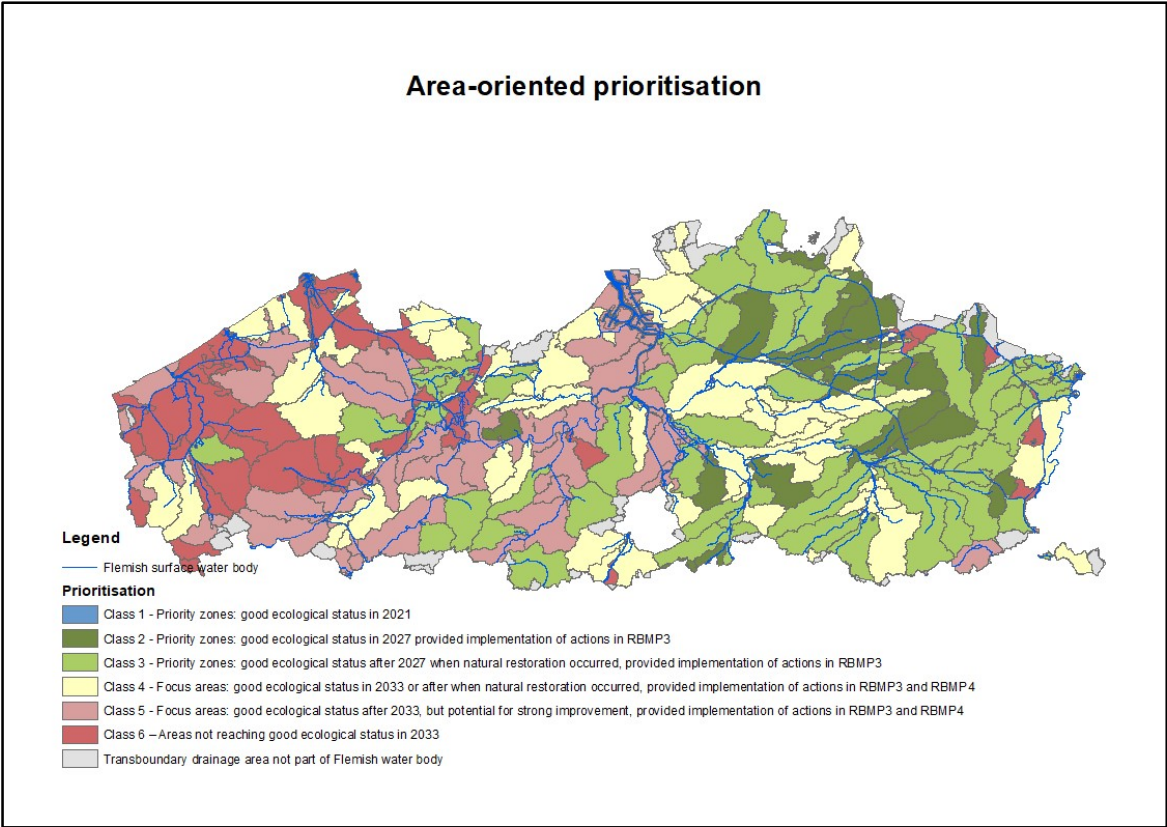 Area-oriented prioritisation
Legend
Flemish surface water body
Prioritisation
Class 1 - Priority zones: good ecological status in 2021
Class 2 - Priority zones: good ecological status in 2027 provided implementation of actions in RBMP3
Class 3 - Priority zones: good ecological status after 2027 when natural restoration occurred, provided implementation of actions in RBMP3
Class 4 - Focus areas: good ecological status in 2033 or after when natural restoration occurred, provided implementation of actions in RBMP3 and RBMP4
Class 5 - Focus areas: good ecological status after 2033, but potential for strong improvement, provided implementation of actions in RBMP3 and RBMP4
Class 6 – Areas not reaching good ecological status in 2033
Transboundary drainage area not part of Flemish water body